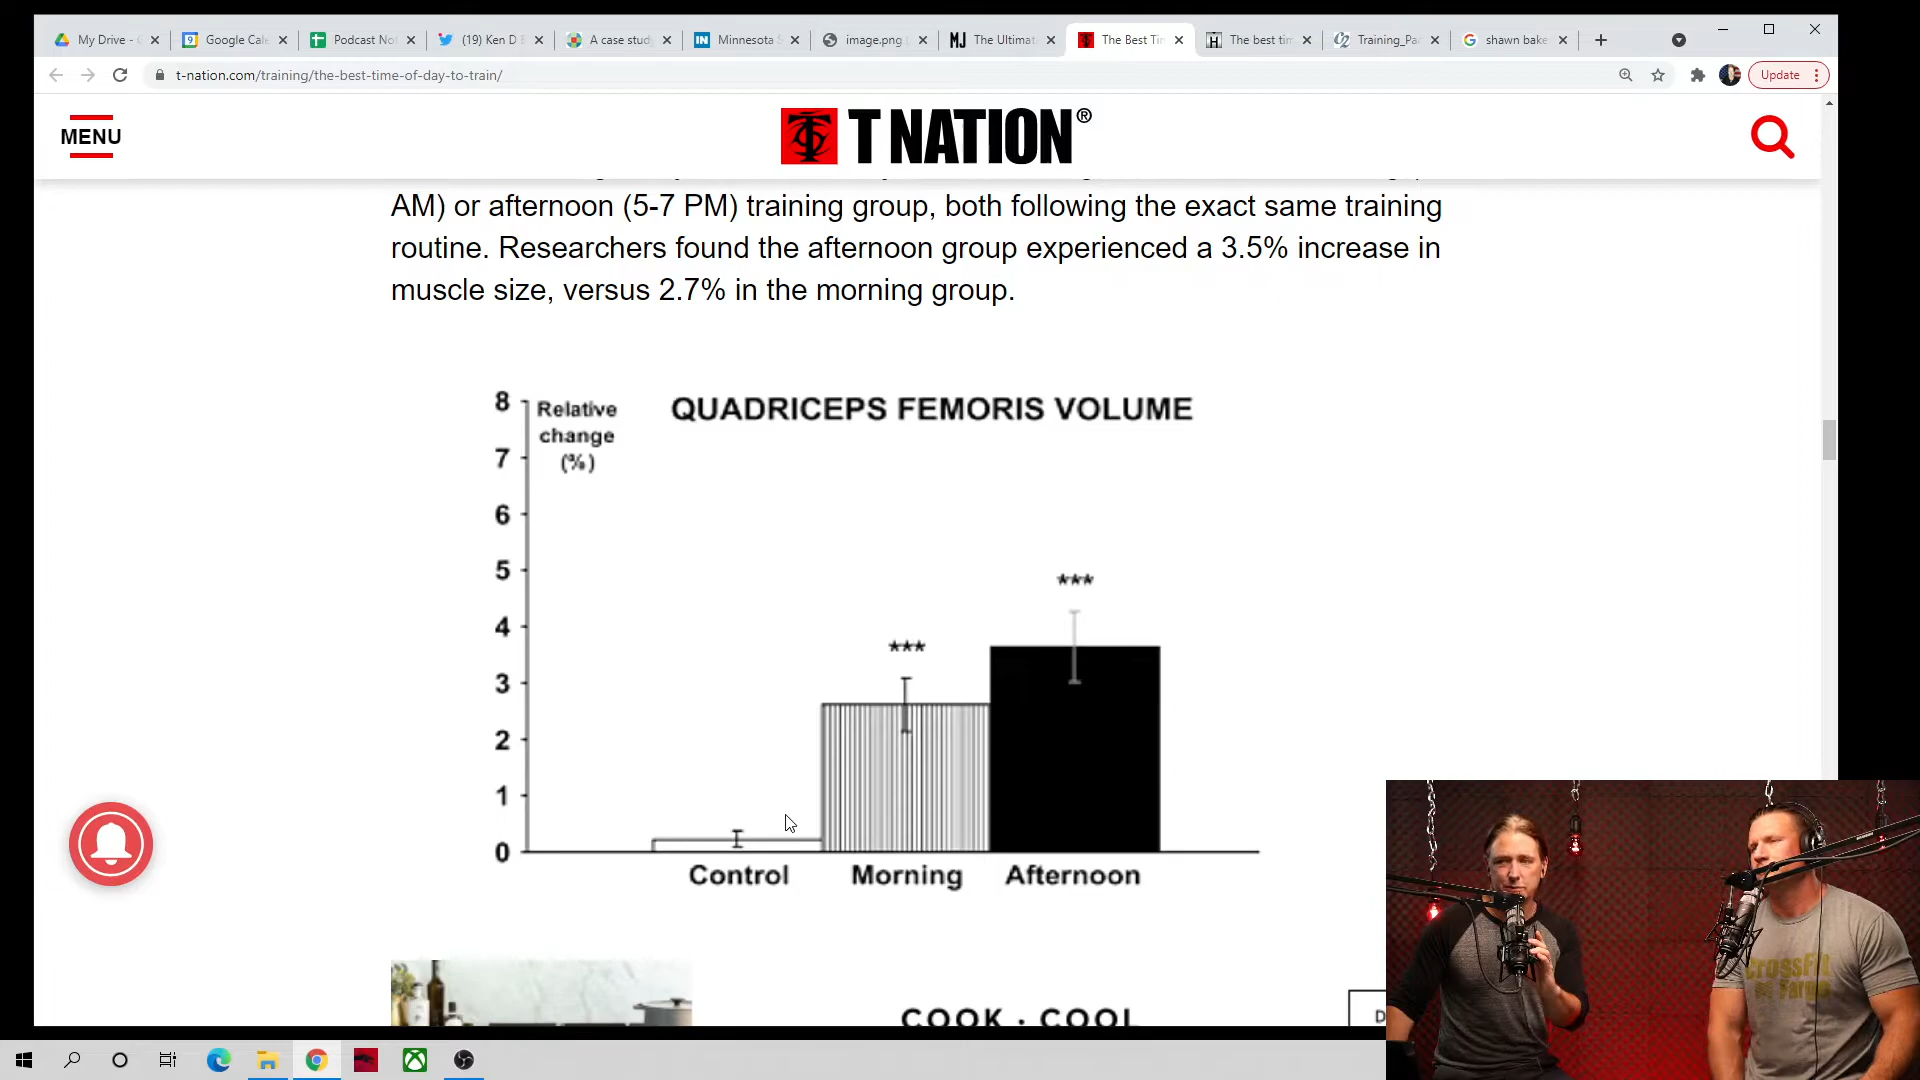 My Drive -
Google Cale
Podcast No
(19) Ken D
A case stud
Minnesota
image.png
The Ultimat
The Best Ti
The best tim
Training_Pa
shawn bake
t-nation.com/training/the-best-time-of-day-to-train/
Update
MENU
T NATION®
AM) or afternoon (5-7 PM) training group, both following the exact same training
routine. Researchers found the afternoon group experienced a 3.5% increase in
muscle size, versus 2.7% in the morning group.
QUADRICEPS FEMORIS VOLUME
Relative
change
(%)
8
7
6
5
4
3
2
1
0
***
***
Control
Morning
Afternoon
COOK · COOL
CrossFit
Fargo